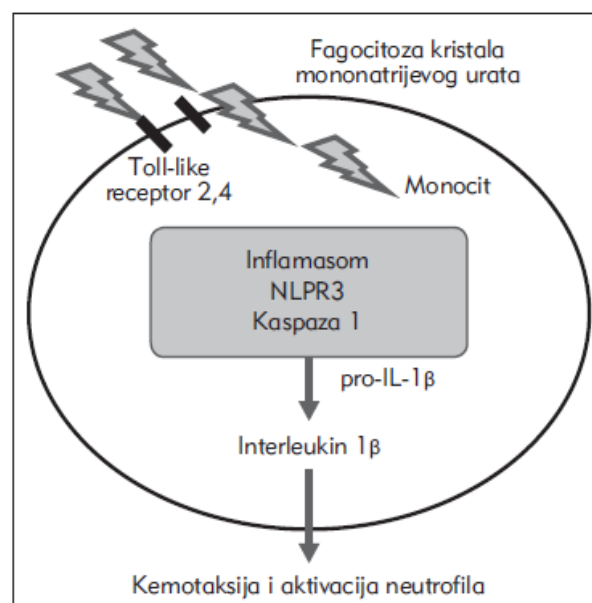 Fagocitoza kristala
mononatrijevog urata
Toll-like
receptor 2,4
Monocit
Inflamasom
NLPR3
Kaspaza 1
pro-IL-1β
Interleukin 1β
Kemotaksija i aktivacija neutrofila